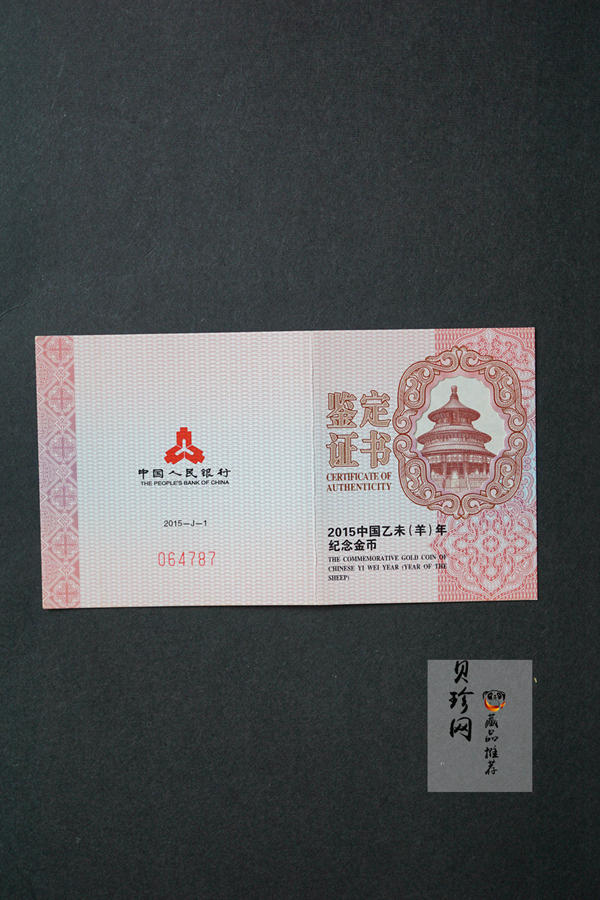 中国人民银行
THE PEOPLE'S BANK OF CHINA
2015-J-1
064787
鉴定
证书
CERTIFICATE OF
AUTHENTICITY
2015中国乙未(羊)年
纪念金币
THE COMMEMORATIVE GOLD COIN OF
CHINESE YI WEI YEAR (YEAR OF THE
SHEEP)
贝珍网
藏品推荐